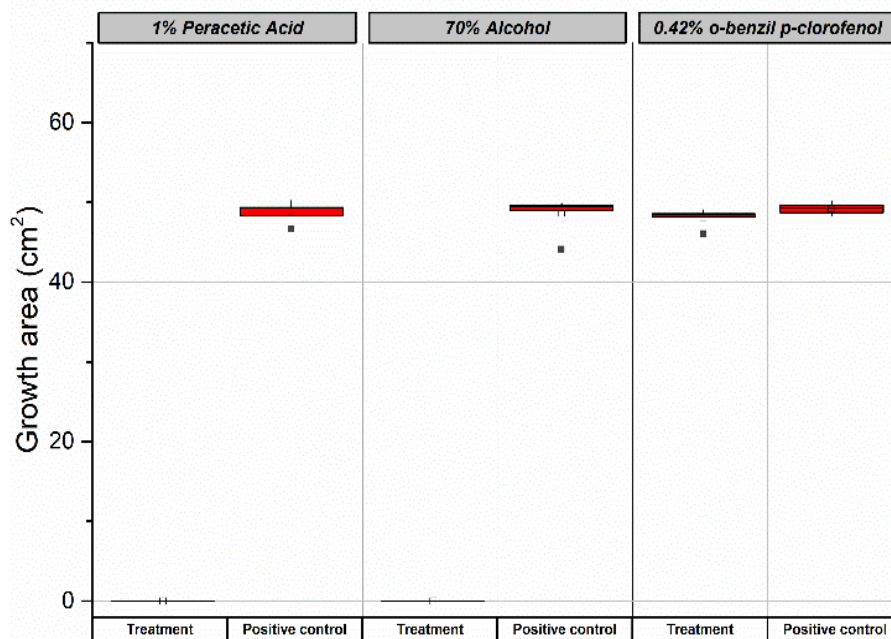 1% Peracetic Acid
70% Alcohol
0.42% o-benzil p-clorofenol
Growth area (cm²)
60
40
20
0
Treatment
Positive control
Treatment
Positive control
Treatment
Positive control